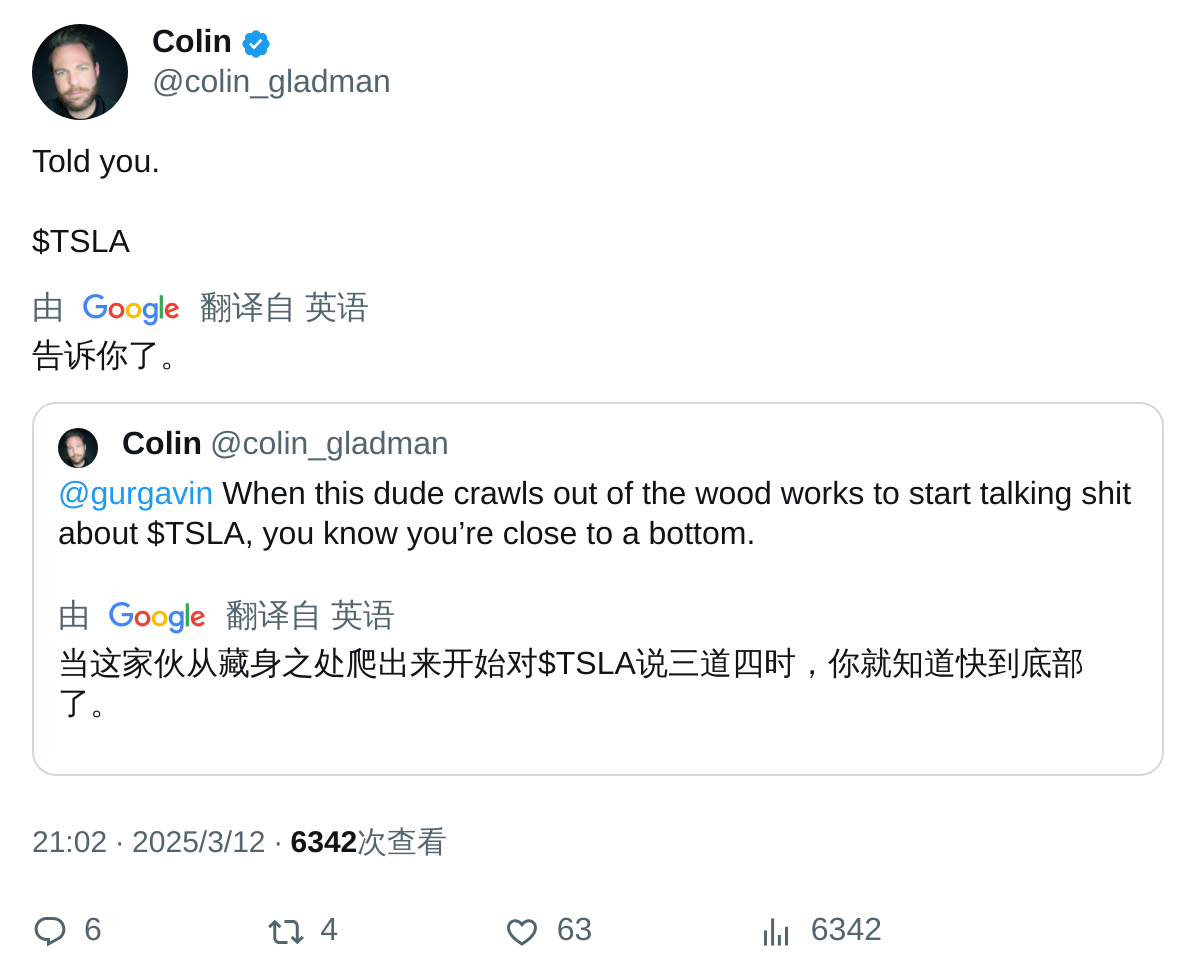 Colin
@colin_gladman
Told you.
$TSLA
由 Google 翻译自 英语
告诉你了。
Colin @colin_gladman
@gurgavin When this dude crawls out of the wood works to start talking shit
about $TSLA, you know you’re close to a bottom.
由 Google 翻译自 英语
当这家伙从藏身之处爬出来开始对$TSLA说三道四时，你就知道快到底部
了。
21:02 · 2025/3/12 · 6342次查看
6 4 63 6342